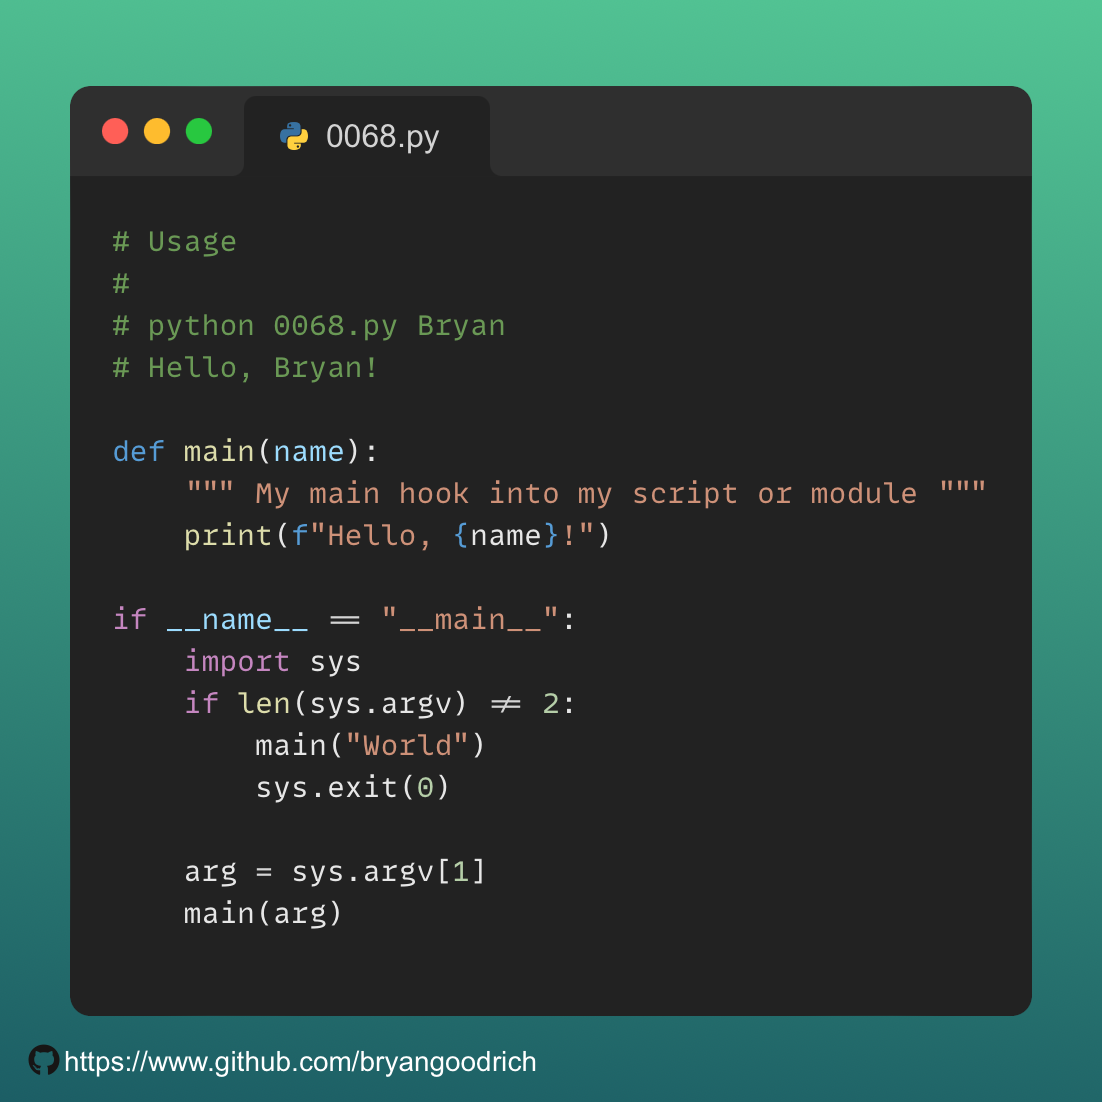 0068.py
# Usage
#
# python 0068.py Bryan
# Hello, Bryan!
def main(name):
    """ My main hook into my script or module """
    print(f"Hello, {name}!")
if __name__ == "__main__":
    import sys
    if len(sys.argv) != 2:
        main("World")
        sys.exit(0)
    arg = sys.argv[1]
    main(arg)
https://www.github.com/bryangoodrich